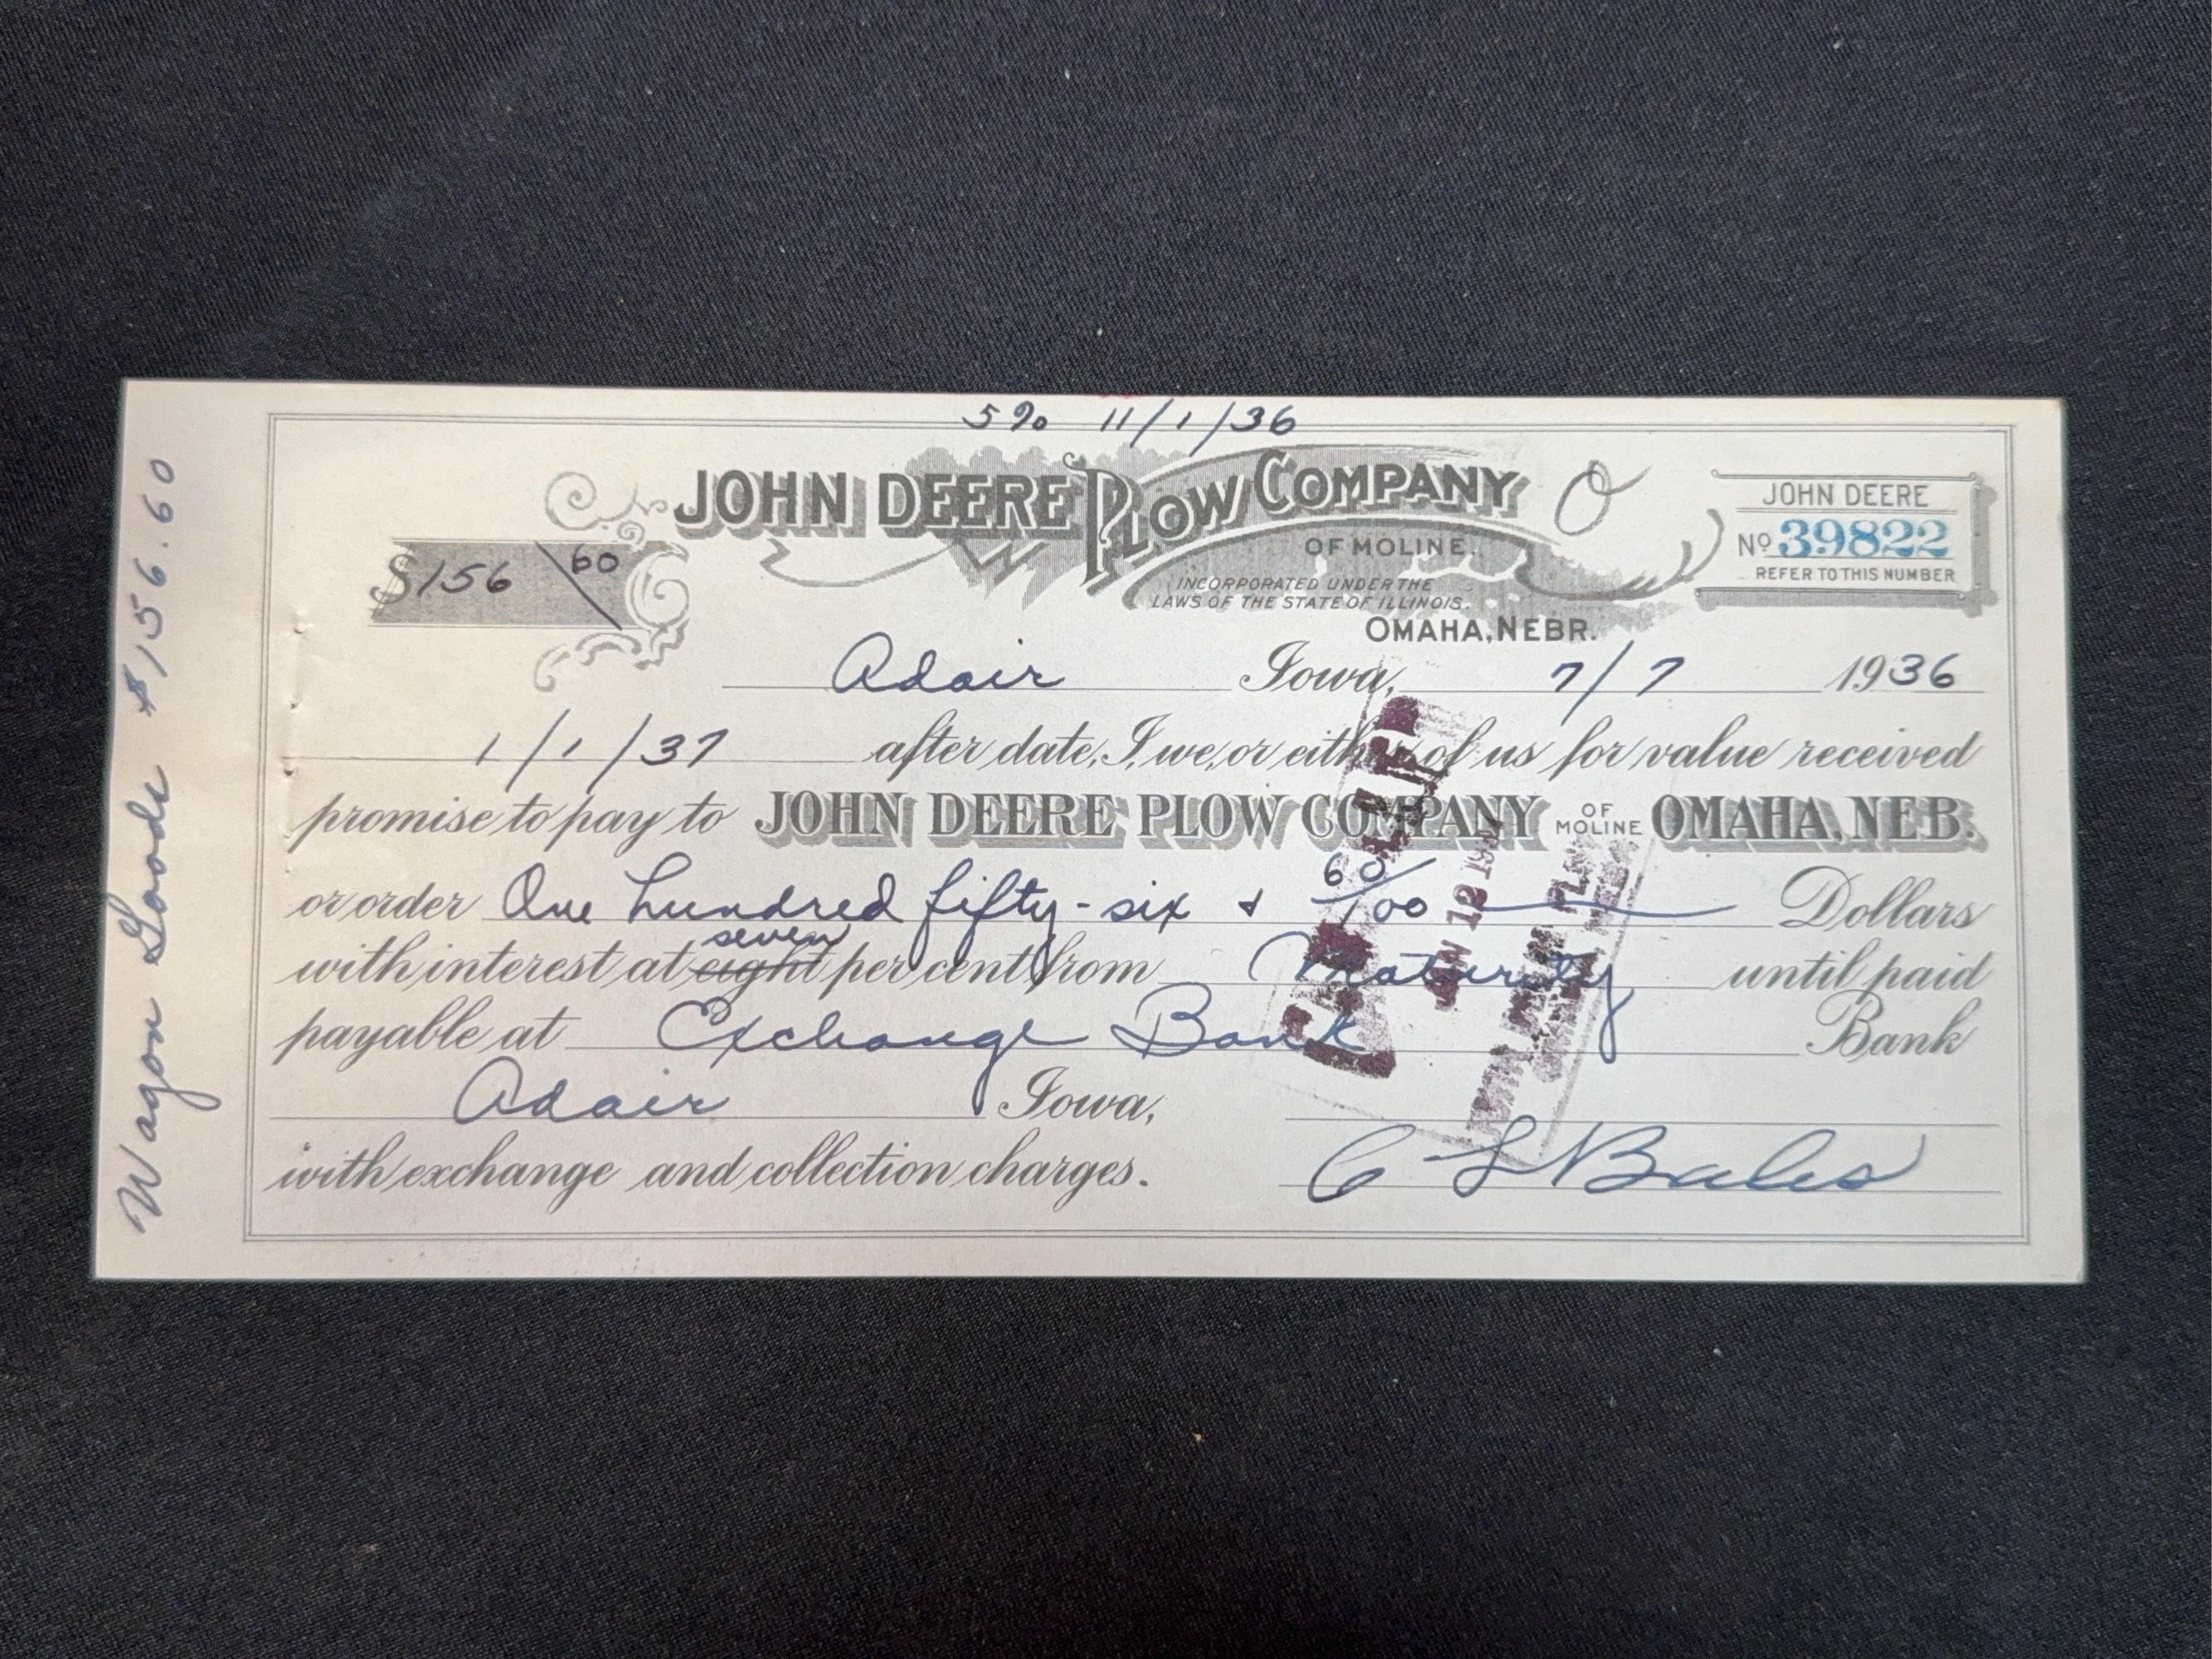 5% 11/1/36
JOHN DEERE PLOW COMPANY
OF MOLINE.
INCORPORATED UNDER THE
LAWS OF THE STATE OF ILLINOIS.
OMAHA, NEBR.
JOHN DEERE
No 39822
REFER TO THIS NUMBER
$156 60
Adair Iowa, 7/7 1936
1/1/37 after date, I, we, or either of us for value received
promise to pay to JOHN DEERE PLOW COMPANY OF MOLINE OMAHA, NEB.
or order One hundred fifty-six & 60/100 Dollars
seven
with interest at eight per cent from Maturity until paid
payable at Exchange Bank Bank
Adair Iowa,
with exchange and collection charges. C L Bales
Wagon Goods $156.60
12